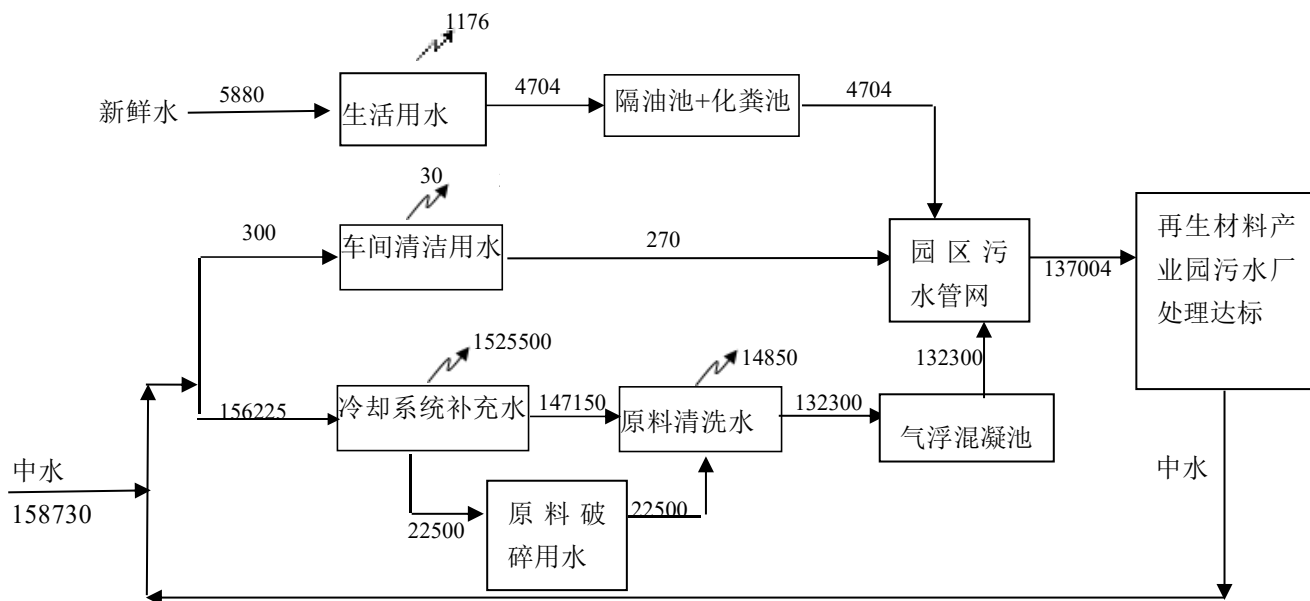 1176
新鲜水
5880
生活用水
4704
隔油池+化粪池
4704
30
300
车间清洁用水
270
园区污
水管网
137004
再生材料产
业园污水厂
处理达标
1525500
14850
132300
156225
冷却系统补充水
147150
原料清洗水
132300
气浮混凝池
中水
158730
22500
原料破
碎用水
22500
中水